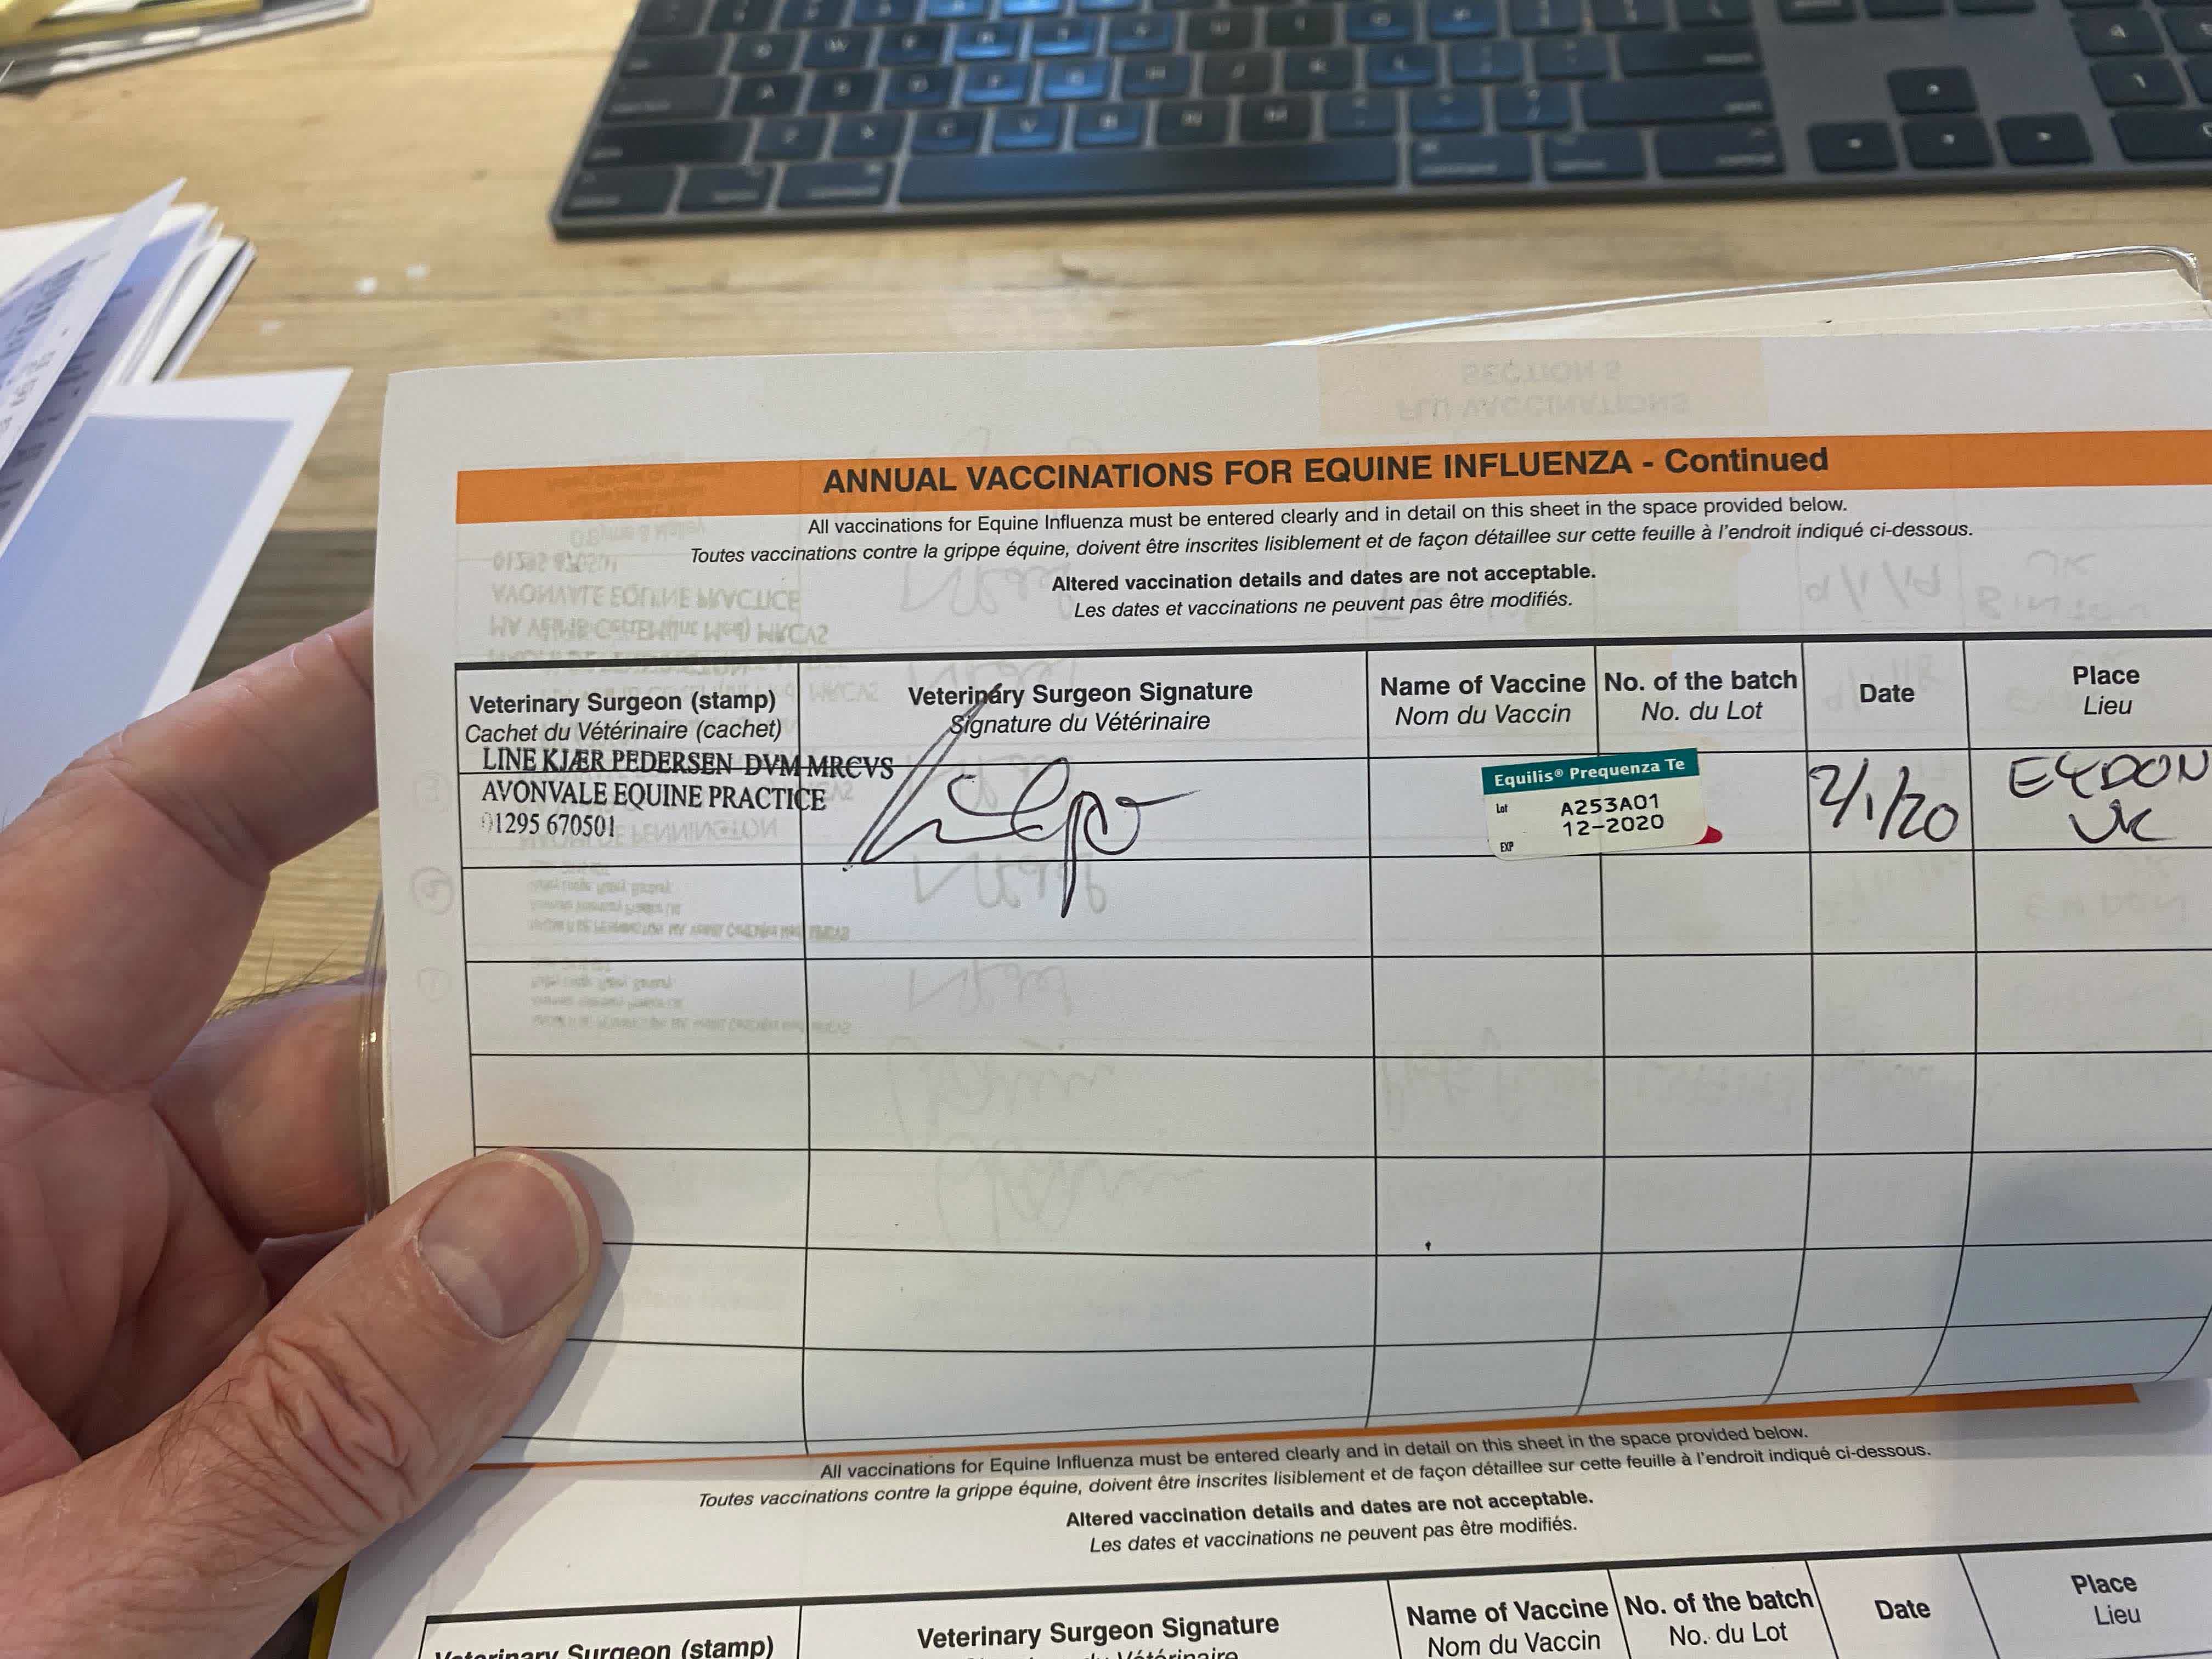 ANNUAL VACCINATIONS FOR EQUINE INFLUENZA - Continued
All vaccinations for Equine Influenza must be entered clearly and in detail on this sheet in the space provided below.
Toutes vaccinations contre la grippe équine, doivent être inscrites lisiblement et de façon détaillee sur cette feuille à l'endroit indiqué ci-dessous.
Altered vaccination details and dates are not acceptable.
Les dates et vaccinations ne peuvent pas être modifiés.
Veterinary Surgeon (stamp)
Cachet du Vétérinaire (cachet)
Veterinary Surgeon Signature
Signature du Vétérinaire
Name of Vaccine
Nom du Vaccin
No. of the batch
No. du Lot
Date
Place
Lieu
LINE KJÆR PEDERSEN DVM MRCVS
AVONVALE EQUINE PRACTICE
01295 670501
Equilis® Prequenza Te
Lot A253A01
12-2020
EXP
2/1/20
EYDON
UK
All vaccinations for Equine Influenza must be entered clearly and in detail on this sheet in the space provided below.
Toutes vaccinations contre la grippe équine, doivent être inscrites lisiblement et de façon détaillee sur cette feuille à l'endroit indiqué ci-dessous.
Altered vaccination details and dates are not acceptable.
Les dates et vaccinations ne peuvent pas être modifiés.
Veterinary Surgeon (stamp)
Veterinary Surgeon Signature
Name of Vaccine
Nom du Vaccin
No. of the batch
No. du Lot
Date
Place
Lieu